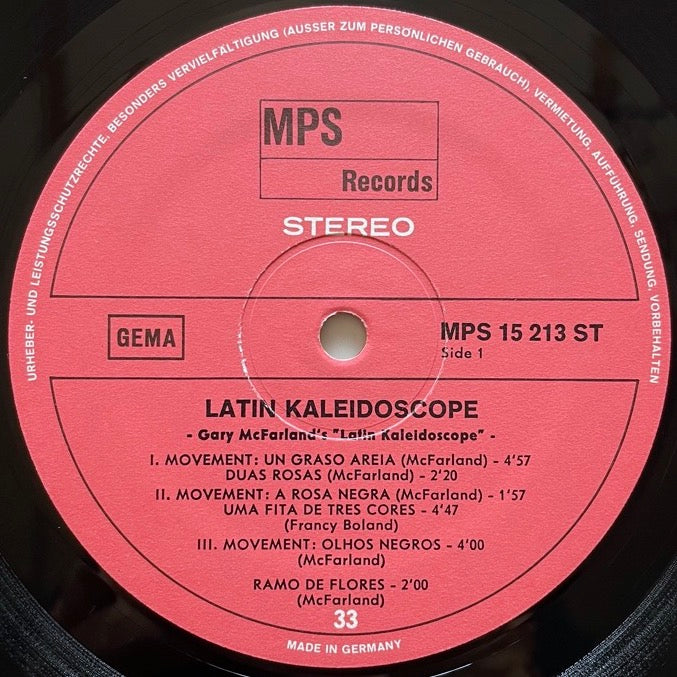 URHEBER- UND LEISTUNGSSCHUTZRECHTE, BESONDERS VERVIELFÄLTIGUNG (AUSSER ZUM PERSÖNLICHEN GEBRAUCH), VERMIETUNG, AUFFÜHRUNG, SENDUNG, VORBEHALTEN
MPS
Records
STEREO
GEMA
MPS 15 213 ST
Side 1
LATIN KALEIDOSCOPE
- Gary McFarland's "Latin Kaleidoscope" -
I. MOVEMENT: UN GRASO AREIA (McFarland) - 4'57
DUAS ROSAS (McFarland) - 2'20
II. MOVEMENT: A ROSA NEGRA (McFarland) - 1'57
UMA FITA DE TRES CORES - 4'47
(Francy Boland)
III. MOVEMENT: OLHOS NEGROS - 4'00
(McFarland)
RAMO DE FLORES - 2'00
(McFarland)
33
MADE IN GERMANY